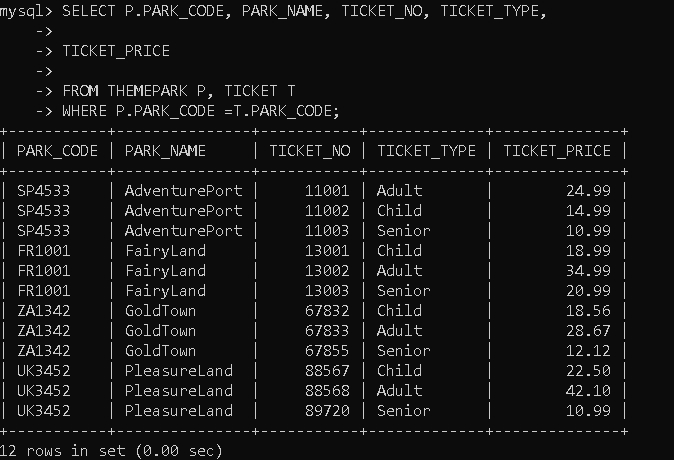 mysql> SELECT P.PARK_CODE, PARK_NAME, TICKET_NO, TICKET_TYPE,
    ->
    -> TICKET_PRICE
    ->
    -> FROM THEMEPARK P, TICKET T
    -> WHERE P.PARK_CODE =T.PARK_CODE;
+-----------+---------------+-----------+-------------+--------------+
| PARK_CODE | PARK_NAME     | TICKET_NO | TICKET_TYPE | TICKET_PRICE |
+-----------+---------------+-----------+-------------+--------------+
| SP4533    | AdventurePort |     11001 | Adult       |        24.99 |
| SP4533    | AdventurePort |     11002 | Child       |        14.99 |
| SP4533    | AdventurePort |     11003 | Senior      |        10.99 |
| FR1001    | FairyLand     |     13001 | Child       |        18.99 |
| FR1001    | FairyLand     |     13002 | Adult       |        34.99 |
| FR1001    | FairyLand     |     13003 | Senior      |        20.99 |
| ZA1342    | GoldTown      |     67832 | Child       |        18.56 |
| ZA1342    | GoldTown      |     67833 | Adult       |        28.67 |
| ZA1342    | GoldTown      |     67855 | Senior      |        12.12 |
| UK3452    | PleasureLand  |     88567 | Child       |        22.50 |
| UK3452    | PleasureLand  |     88568 | Adult       |        42.10 |
| UK3452    | PleasureLand  |     89720 | Senior      |        10.99 |
+-----------+---------------+-----------+-------------+--------------+
12 rows in set (0.00 sec)